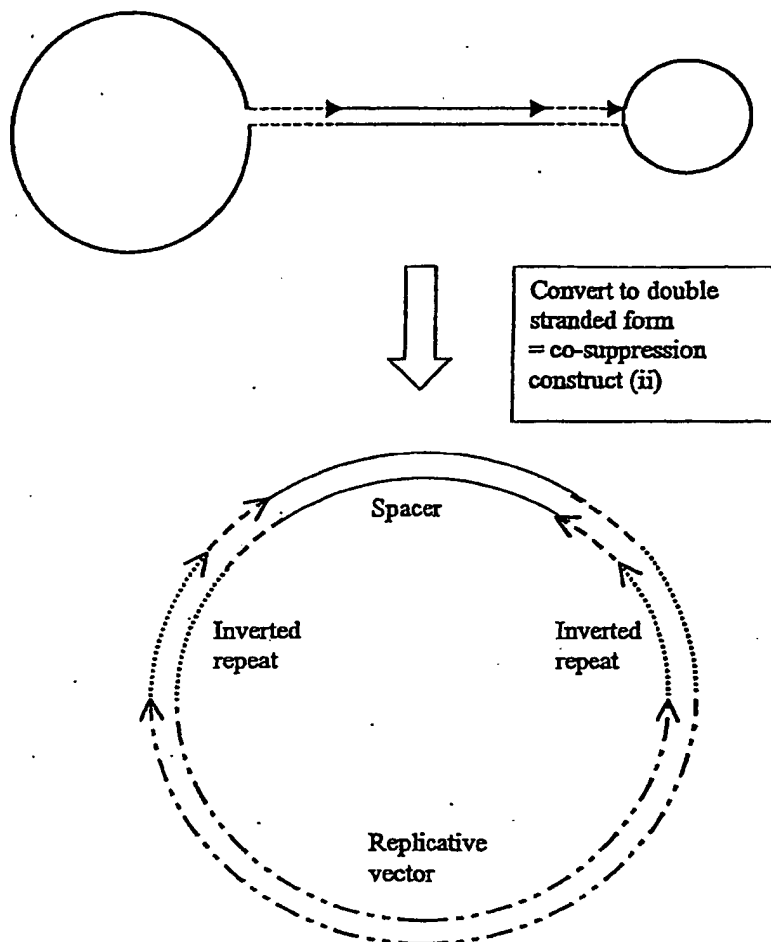 Convert to double
stranded form
= co-suppression
construct (ii)
Spacer
Inverted
repeat
Inverted
repeat
Replicative
vector